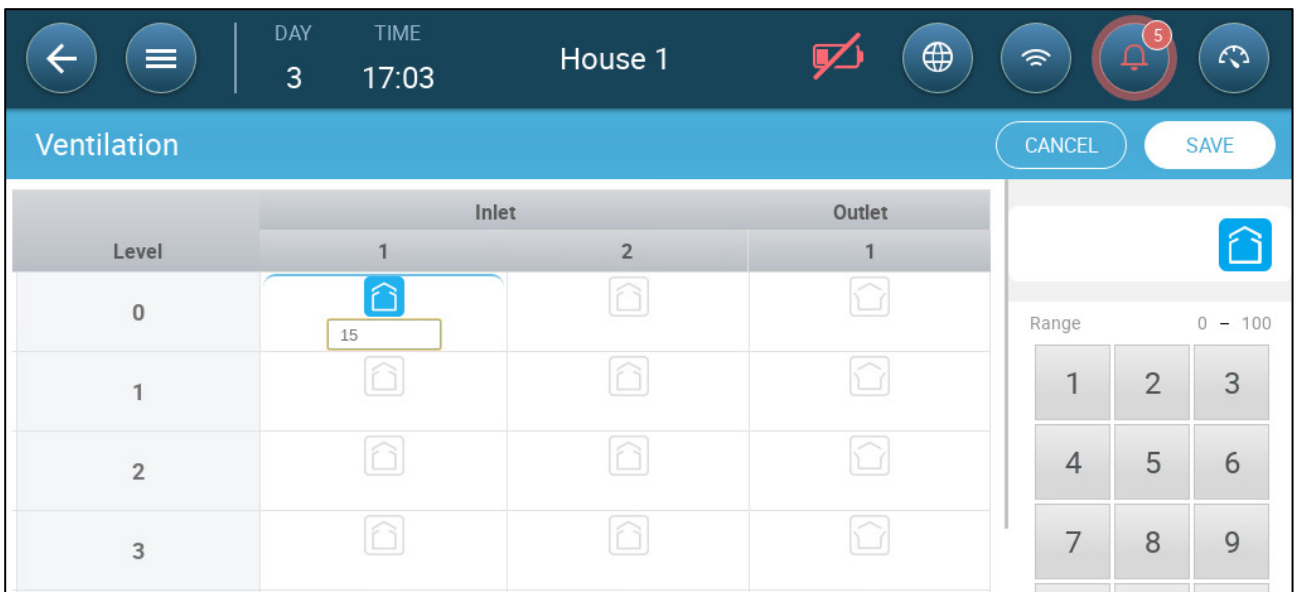 DAY TIME 5
3 17:03 House 1
Ventilation CANCEL SAVE
Inlet Outlet
Level 1 2 1
0
15
Range 0 – 100
1
1 2 3
2
4 5 6
3
7 8 9